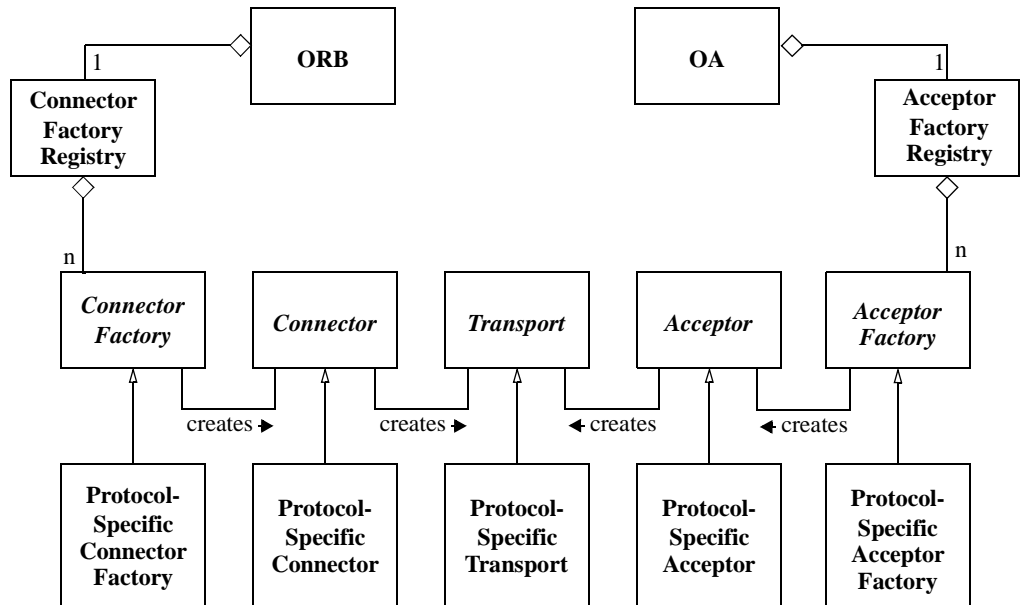 ORB
OA
1
1
Connector
Factory
Registry
Acceptor
Factory
Registry
n
n
Connector
Factory
Connector
Transport
Acceptor
Acceptor
Factory
creates
creates
creates
creates
Protocol-
Specific
Connector
Factory
Protocol-
Specific
Connector
Protocol-
Specific
Transport
Protocol-
Specific
Acceptor
Protocol-
Specific
Acceptor
Factory